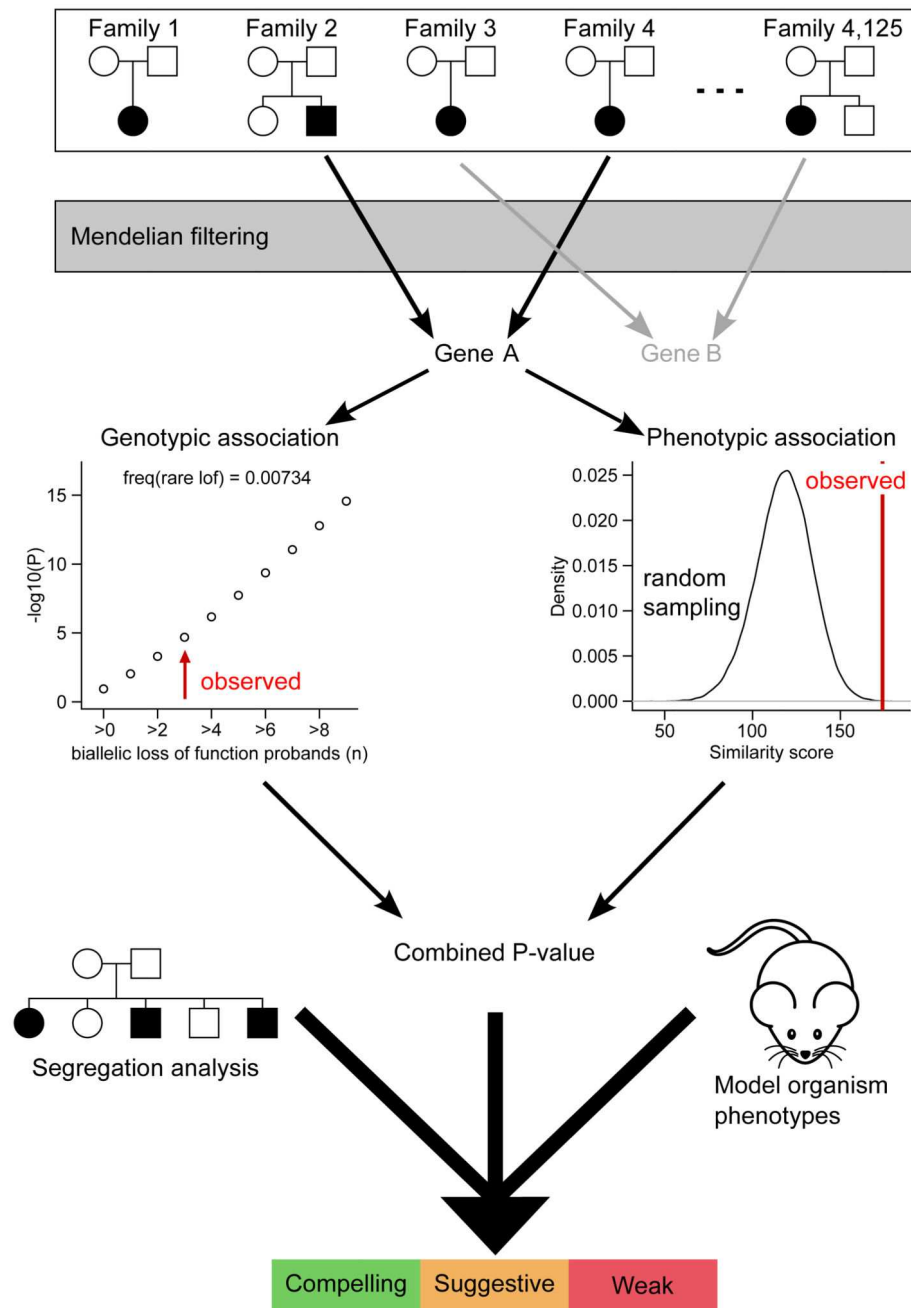 Family 1 Family 2 Family 3 Family 4 Family 4,125
Mendelian filtering
Gene A Gene B
Genotypic association
freq(rare lof) = 0.00734
15
10
5
0
-log10(P)
observed
>0 >2 >4 >6 >8
biallelic loss of function probands (n)
Phenotypic association
observed
0.025
0.020
0.015
0.010
0.005
0.000
Density
random
sampling
50 100 150
Similarity score
Combined P-value
Segregation analysis
Model organism
phenotypes
Compelling Suggestive Weak